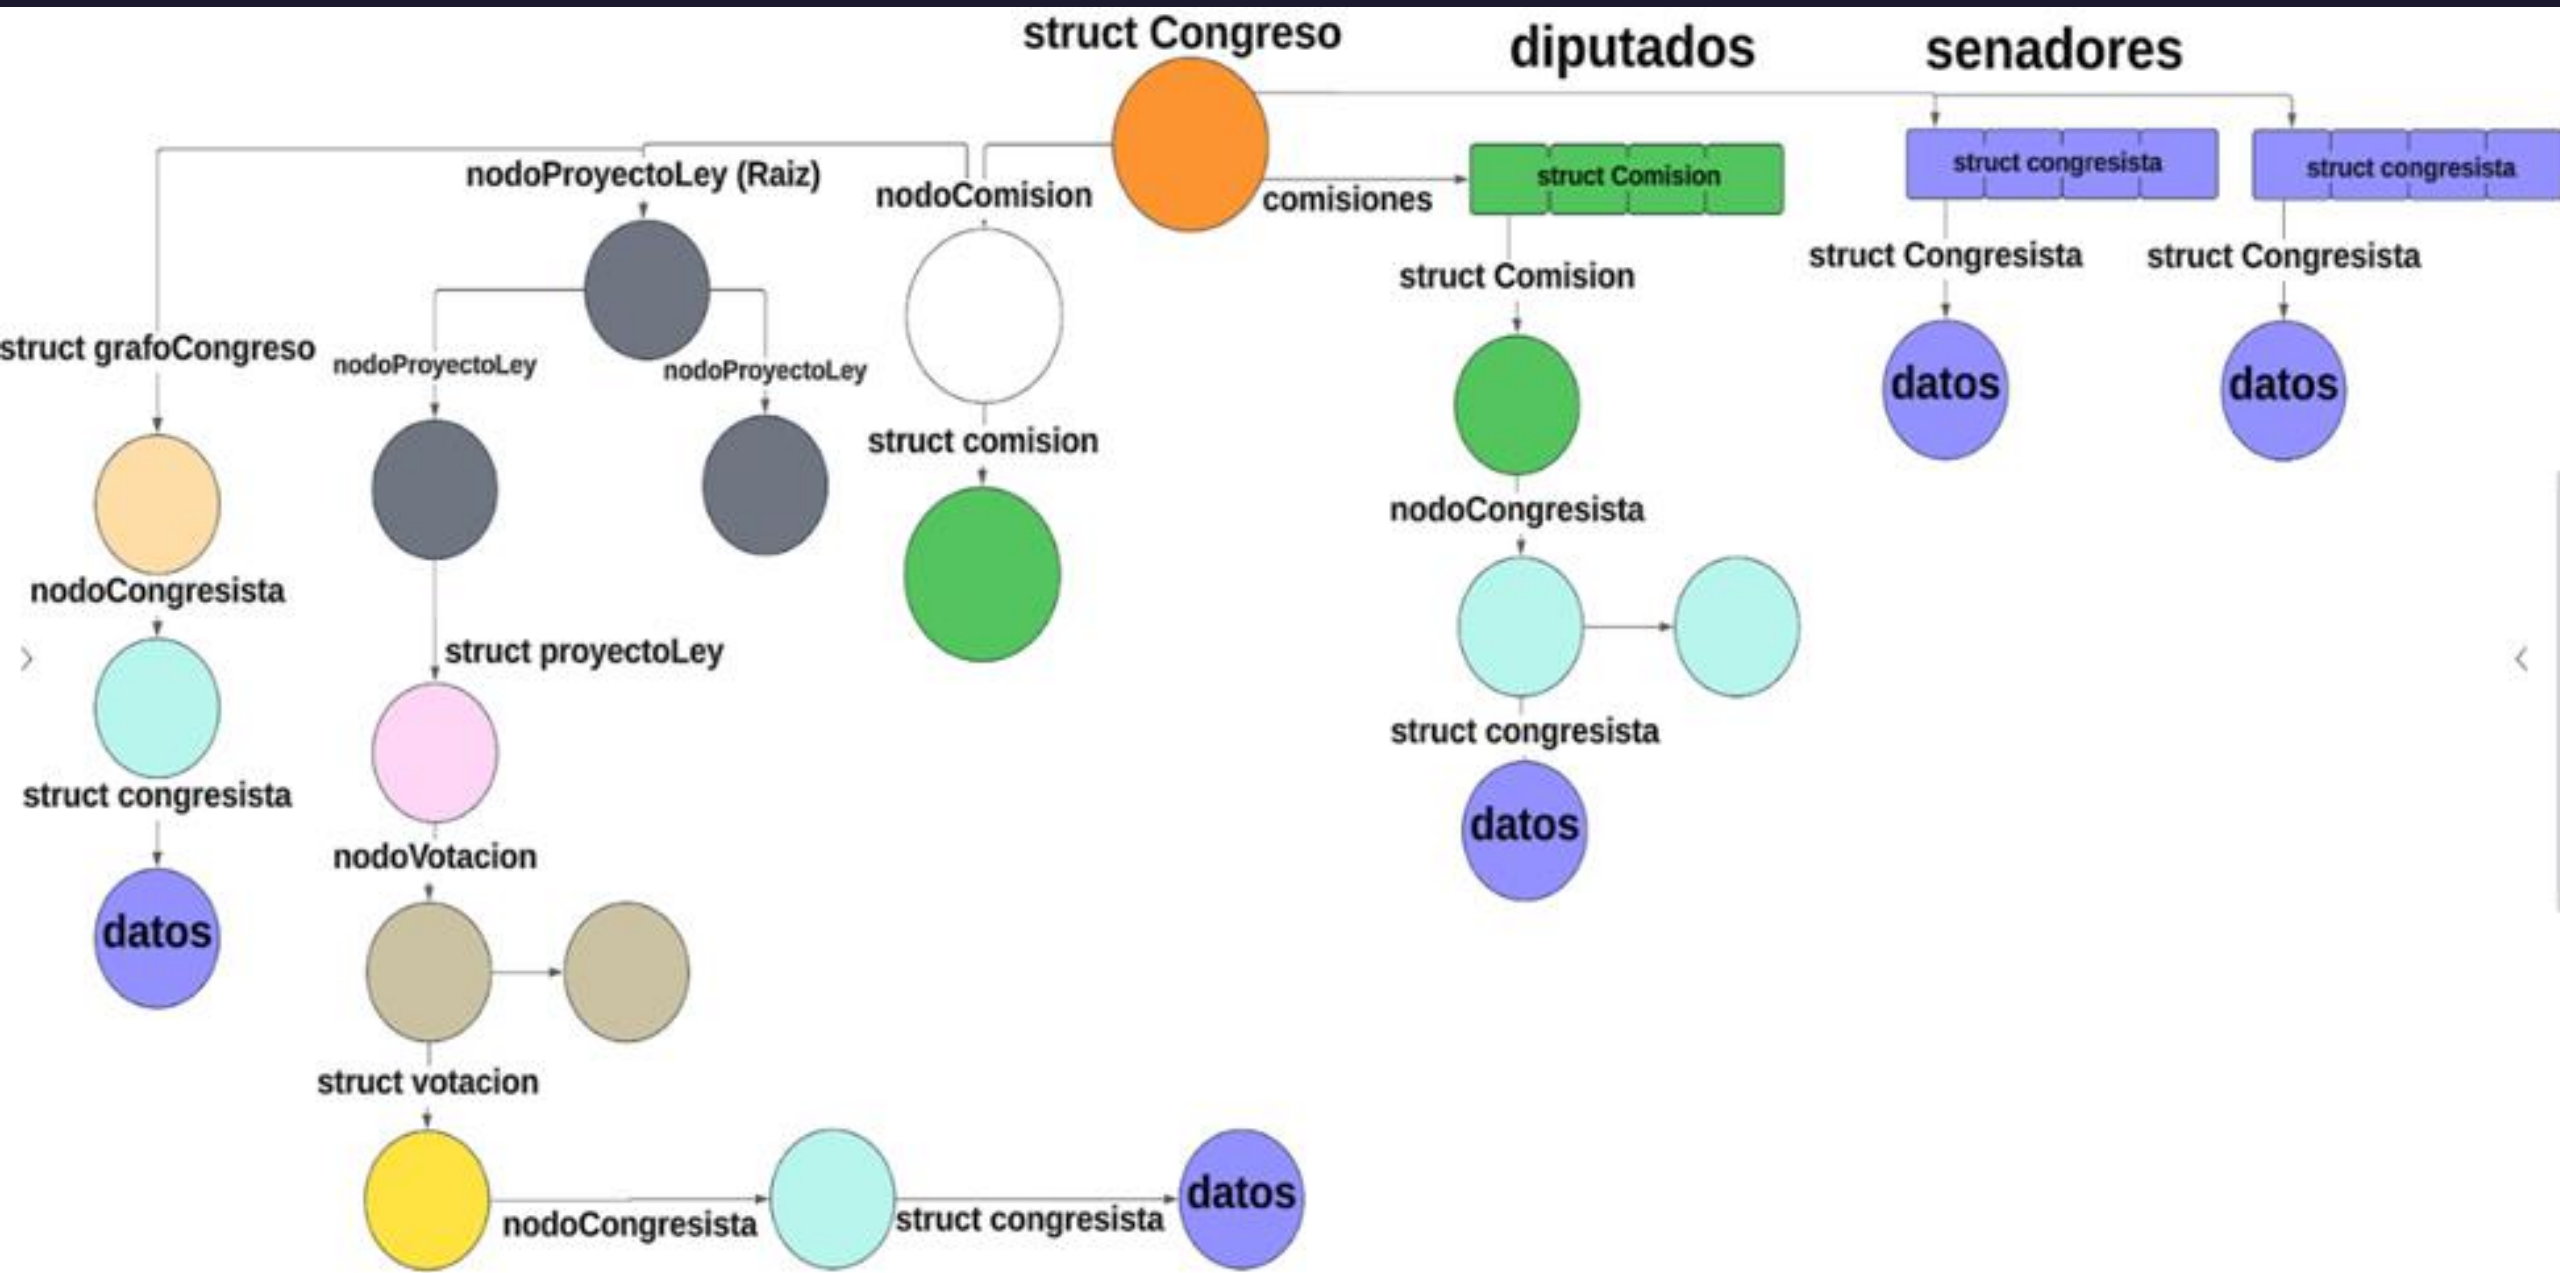 struct Congreso
diputados
senadores
nodoProyectoLey (Raiz)
nodoComision
comisiones
struct Comision
struct congresista
struct congresista
struct Comision
struct Congresista
struct Congresista
struct grafoCongreso
nodoProyectoLey
nodoProyectoLey
datos
datos
struct comision
nodoCongresista
nodoCongresista
struct proyectoLey
struct congresista
struct congresista
datos
nodoVotacion
datos
struct votacion
nodoCongresista
struct congresista
datos